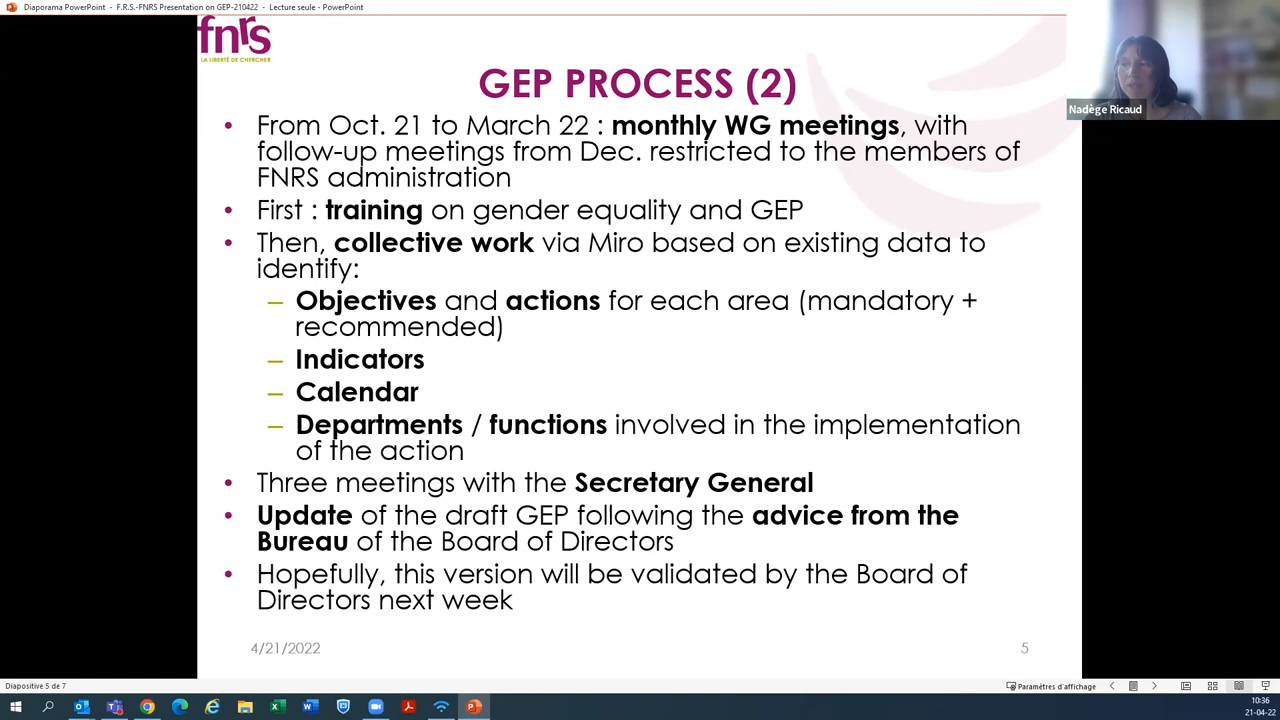 Diaporama PowerPoint - F.R.S.-FNRS Presentation on GEP-210422 - Lecture seule - PowerPoint
fnrs
LA LIBERTÉ DE CHERCHER
Nadège Ricaud
GEP PROCESS (2)
• From Oct. 21 to March 22 : monthly WG meetings, with
follow-up meetings from Dec. restricted to the members of
FNRS administration
• First : training on gender equality and GEP
• Then, collective work via Miro based on existing data to
identify:
– Objectives and actions for each area (mandatory +
recommended)
– Indicators
– Calendar
– Departments / functions involved in the implementation
of the action
• Three meetings with the Secretary General
• Update of the draft GEP following the advice from the
Bureau of the Board of Directors
• Hopefully, this version will be validated by the Board of
Directors next week
4/21/2022
5
Diapositive 5 de 7
Paramètres d'affichage
10:36
21-04-22